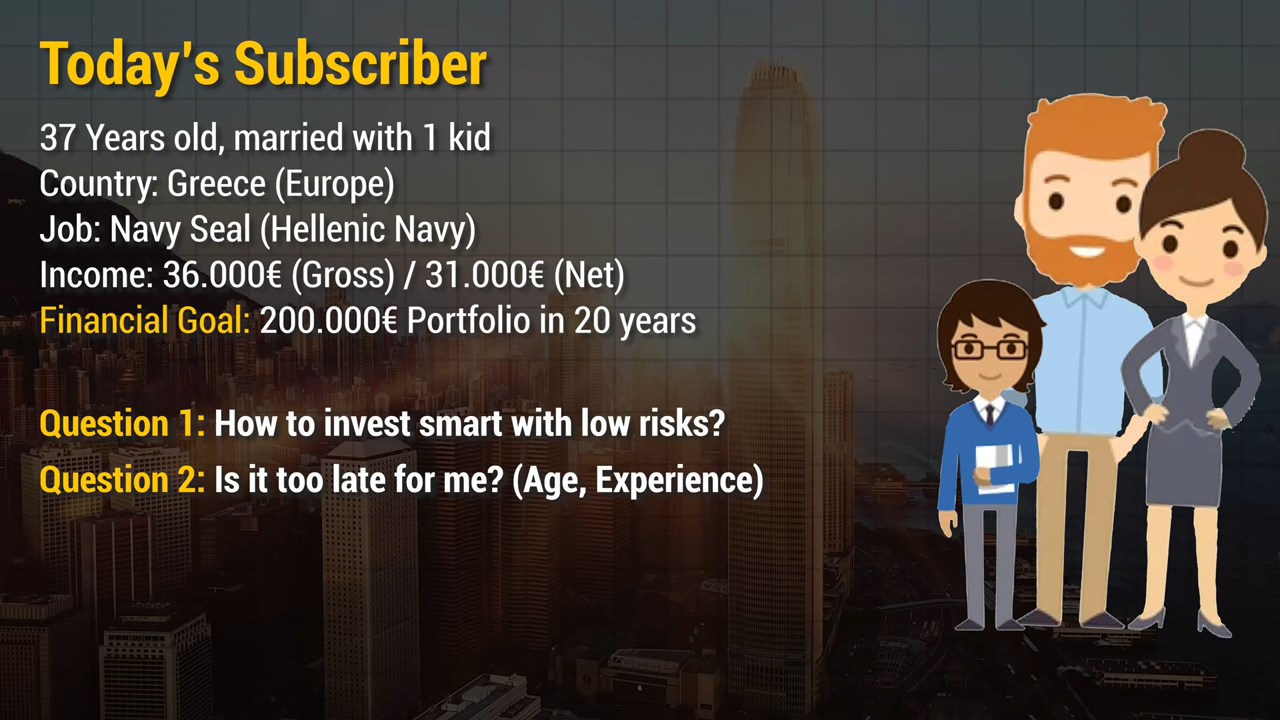 Today's Subscriber
37 Years old, married with 1 kid
Country: Greece (Europe)
Job: Navy Seal (Hellenic Navy)
Income: 36.000€ (Gross) / 31.000€ (Net)
Financial Goal: 200.000€ Portfolio in 20 years
Question 1: How to invest smart with low risks?
Question 2: Is it too late for me? (Age, Experience)